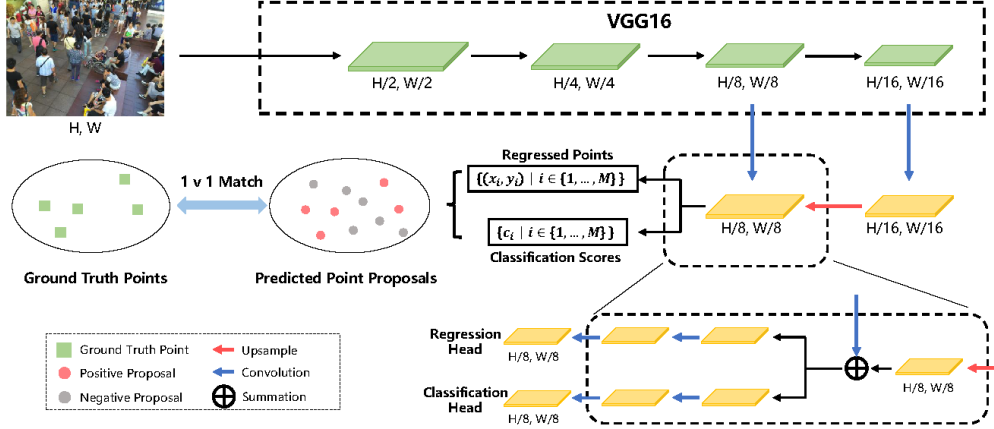 VGG16
H/2, W/2
H/4, W/4
H/8, W/8
H/16, W/16
H, W
Regressed Points
{(xᵢ, yᵢ) | i ∈ {1, ..., M}}
1 v 1 Match
{cᵢ | i ∈ {1, ..., M}}
Classification Scores
H/8, W/8
H/16, W/16
Ground Truth Points
Predicted Point Proposals
Ground Truth Point
Upsample
Positive Proposal
Convolution
Negative Proposal
Summation
Regression
Head
H/8, W/8
H/8, W/8
Classification
Head
H/8, W/8